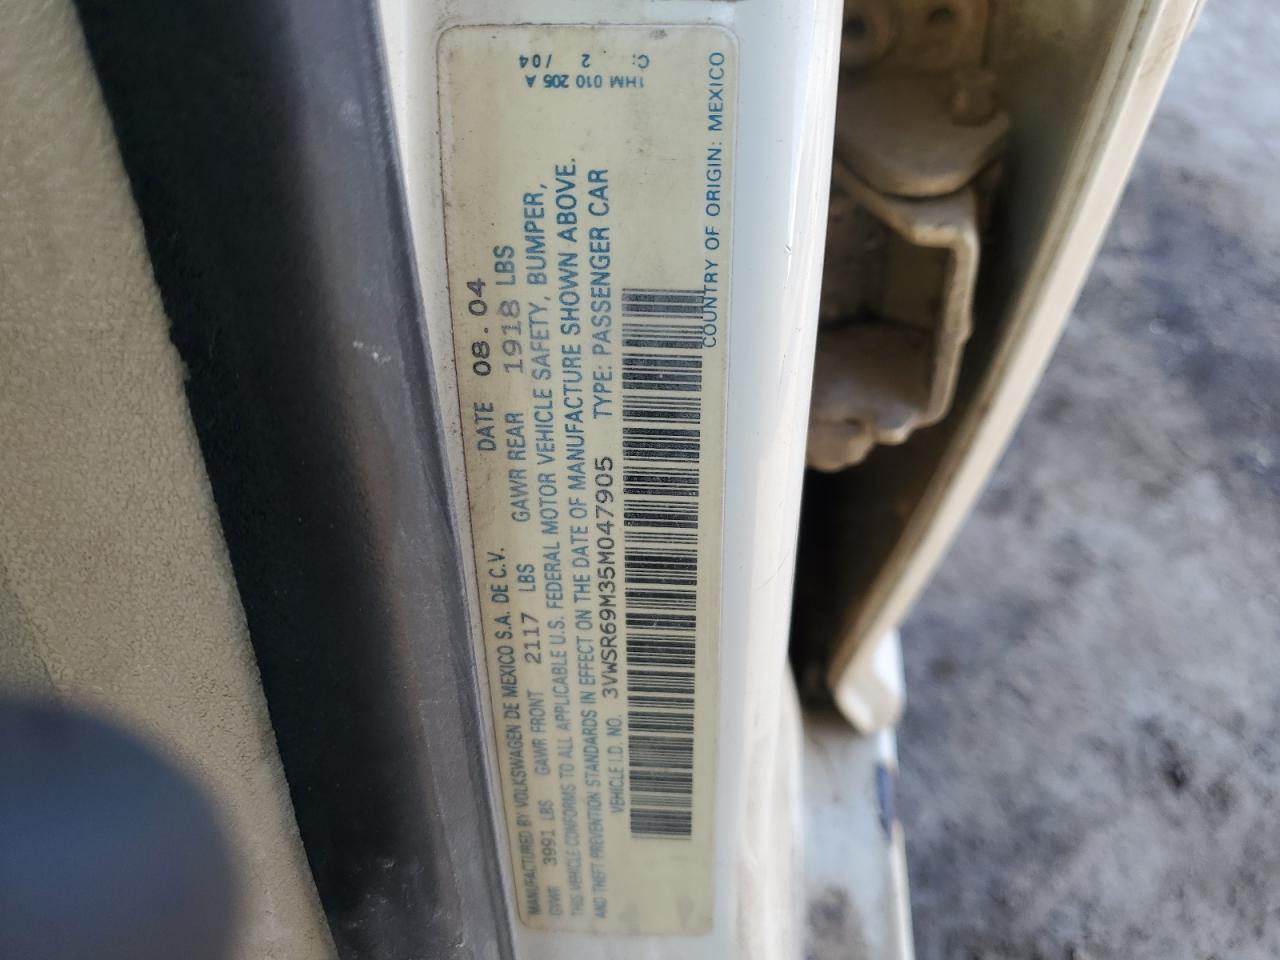 MANUFACTURED BY VOLKSWAGEN DE MEXICO S.A. DE C.V. DATE 08.04
GVWR 3991 LBS GAWR FRONT 2117 LBS GAWR REAR 1918 LBS
THIS VEHICLE CONFORMS TO ALL APPLICABLE U.S. FEDERAL MOTOR VEHICLE SAFETY, BUMPER,
AND THEFT PREVENTION STANDARDS IN EFFECT ON THE DATE OF MANUFACTURE SHOWN ABOVE.
VEHICLE I.D. NO. 3VWSR69M35M047905 TYPE: PASSENGER CAR
COUNTRY OF ORIGIN: MEXICO
1HM 010 205 A
C: 2 /04